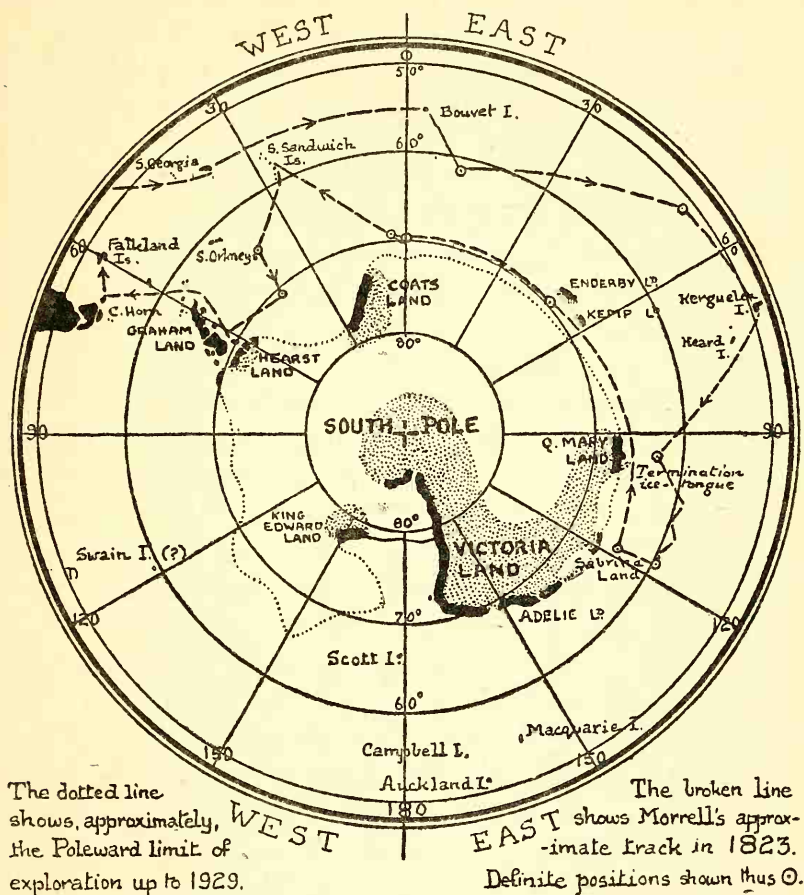 WEST
EAST
0
50°
30
30
Bouvet I.
60°
S. Sandwich
Is.
S. Georgia
60
60
Falkland
Is.
S. Orkneys
COATS
LAND
ENDERBY LD.
KEMP LD.
Kerguelen
I.
Heard
I.
C. Horn
GRAHAM
LAND
HEARST
LAND
80°
SOUTH POLE
90
90
Q. MARY
LAND
Termination
ice-tongue
KING
EDWARD
LAND
80°
VICTORIA
LAND
Sabrina
Land
Swain I. (?)
120
120
70°
ADELIE LD.
Scott I.
60°
Macquarie I.
Campbell I.
150
150
Auckland I.
180
WEST
EAST
The dotted line
shows, approximately,
the Poleward limit of
exploration up to 1929.
The broken line
shows Morrell's approx-
-imate track in 1823.
Definite positions shown thus ⊙.